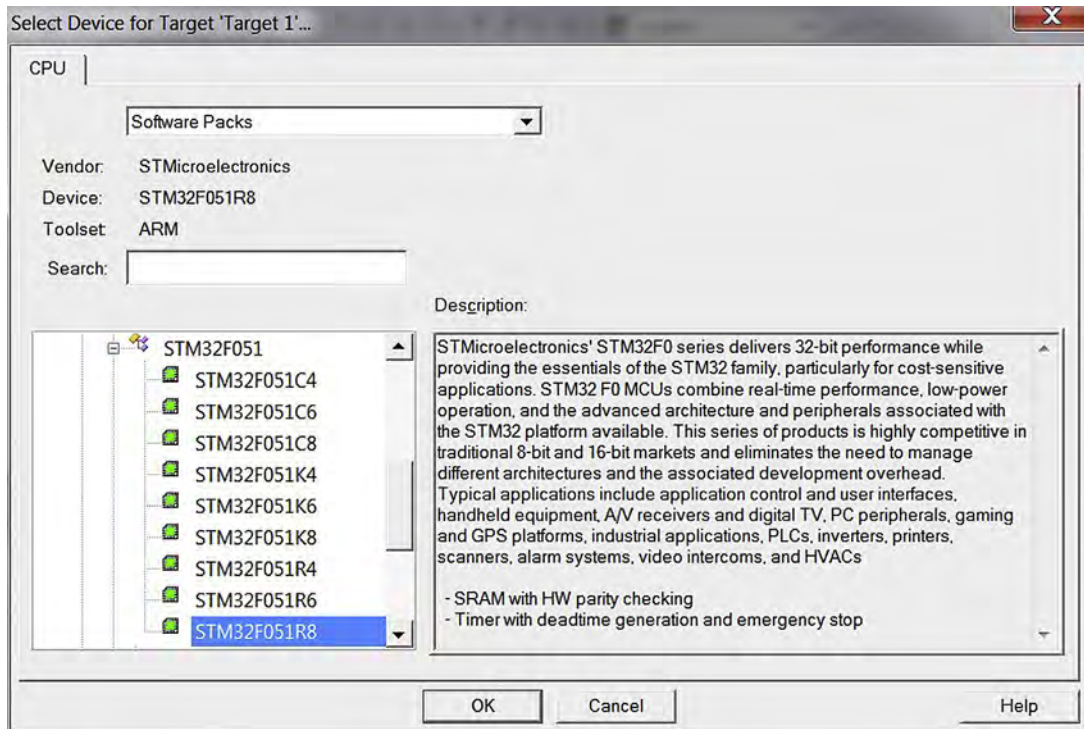 Select Device for Target 'Target 1'...
X
CPU
Software Packs
Vendor: STMicroelectronics
Device: STM32F051R8
Toolset: ARM
Search:
Description:
STM32F051
STM32F051C4
STM32F051C6
STM32F051C8
STM32F051K4
STM32F051K6
STM32F051K8
STM32F051R4
STM32F051R6
STM32F051R8
STMicroelectronics' STM32F0 series delivers 32-bit performance while
providing the essentials of the STM32 family, particularly for cost-sensitive
applications. STM32 F0 MCUs combine real-time performance, low-power
operation, and the advanced architecture and peripherals associated with
the STM32 platform available. This series of products is highly competitive in
traditional 8-bit and 16-bit markets and eliminates the need to manage
different architectures and the associated development overhead.
Typical applications include application control and user interfaces,
handheld equipment, A/V receivers and digital TV, PC peripherals, gaming
and GPS platforms, industrial applications, PLCs, inverters, printers,
scanners, alarm systems, video intercoms, and HVACs
- SRAM with HW parity checking
- Timer with deadtime generation and emergency stop
OK
Cancel
Help